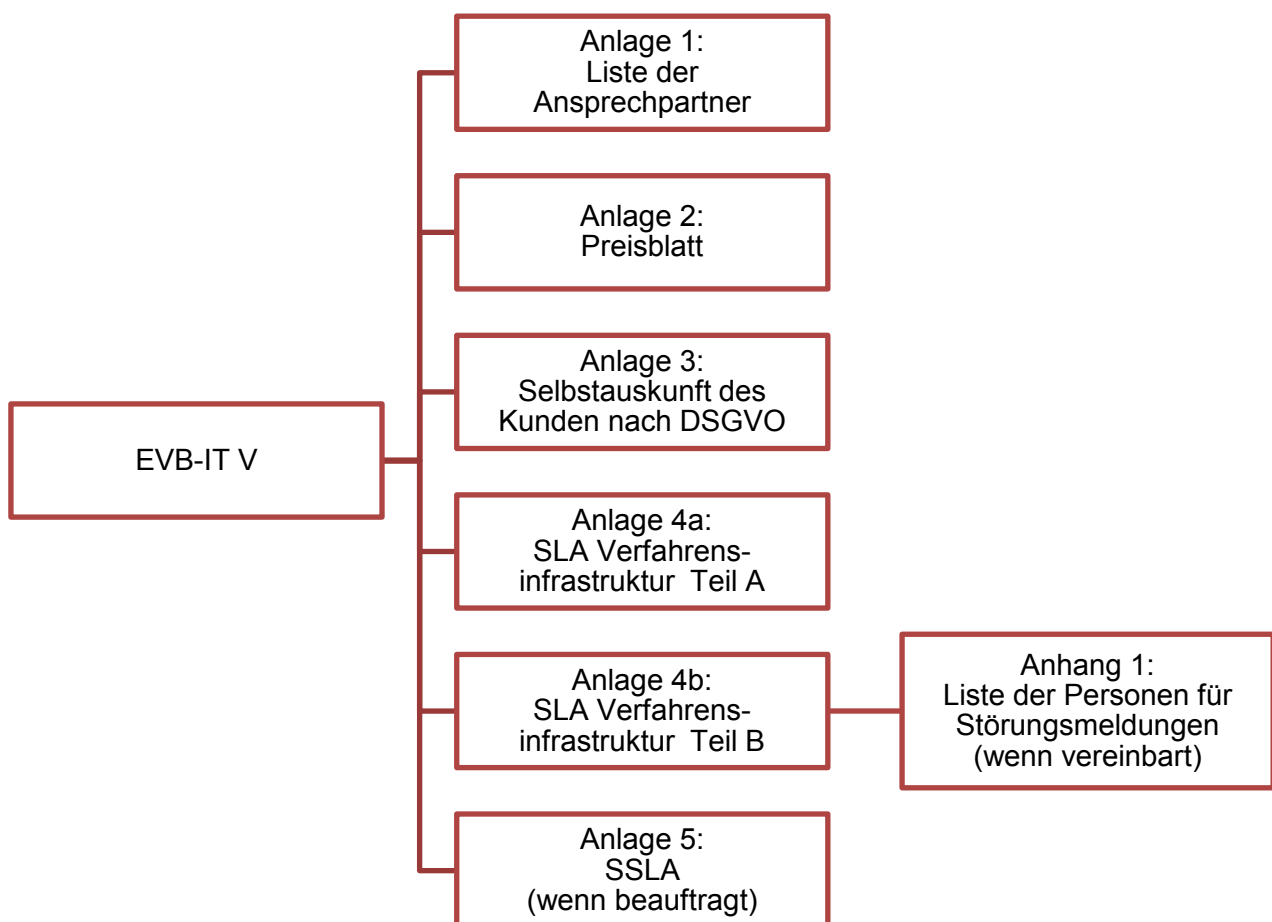 Anlage 1:
Liste der
Ansprechpartner
Anlage 2:
Preisblatt
Anlage 3:
Selbstauskunft des
Kunden nach DSGVO
EVB-IT V
Anlage 4a:
SLA Verfahrens-
infrastruktur  Teil A
Anlage 4b:
SLA Verfahrens-
infrastruktur  Teil B
Anhang 1:
Liste der Personen für
Störungsmeldungen
(wenn vereinbart)
Anlage 5:
SSLA
(wenn beauftragt)